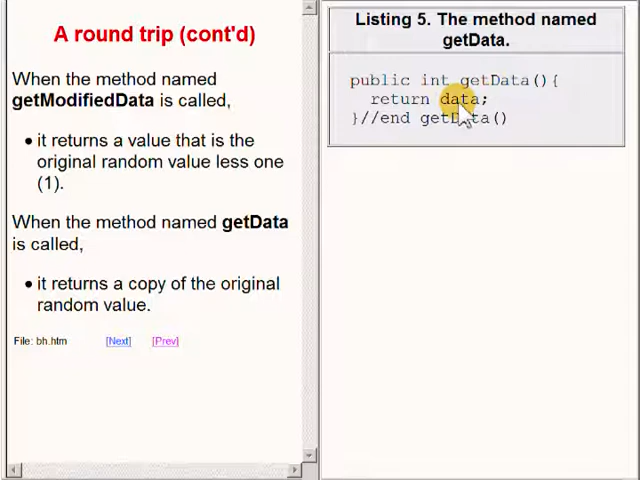 A round trip (cont'd)
When the method named
getModifiedData is called,
it returns a value that is the
original random value less one
(1).
When the method named getData
is called,
it returns a copy of the original
random value.
File: bh.htm [Next] [Prev]
Listing 5. The method named
getData.
public int getData(){
return data;
}//end getData()